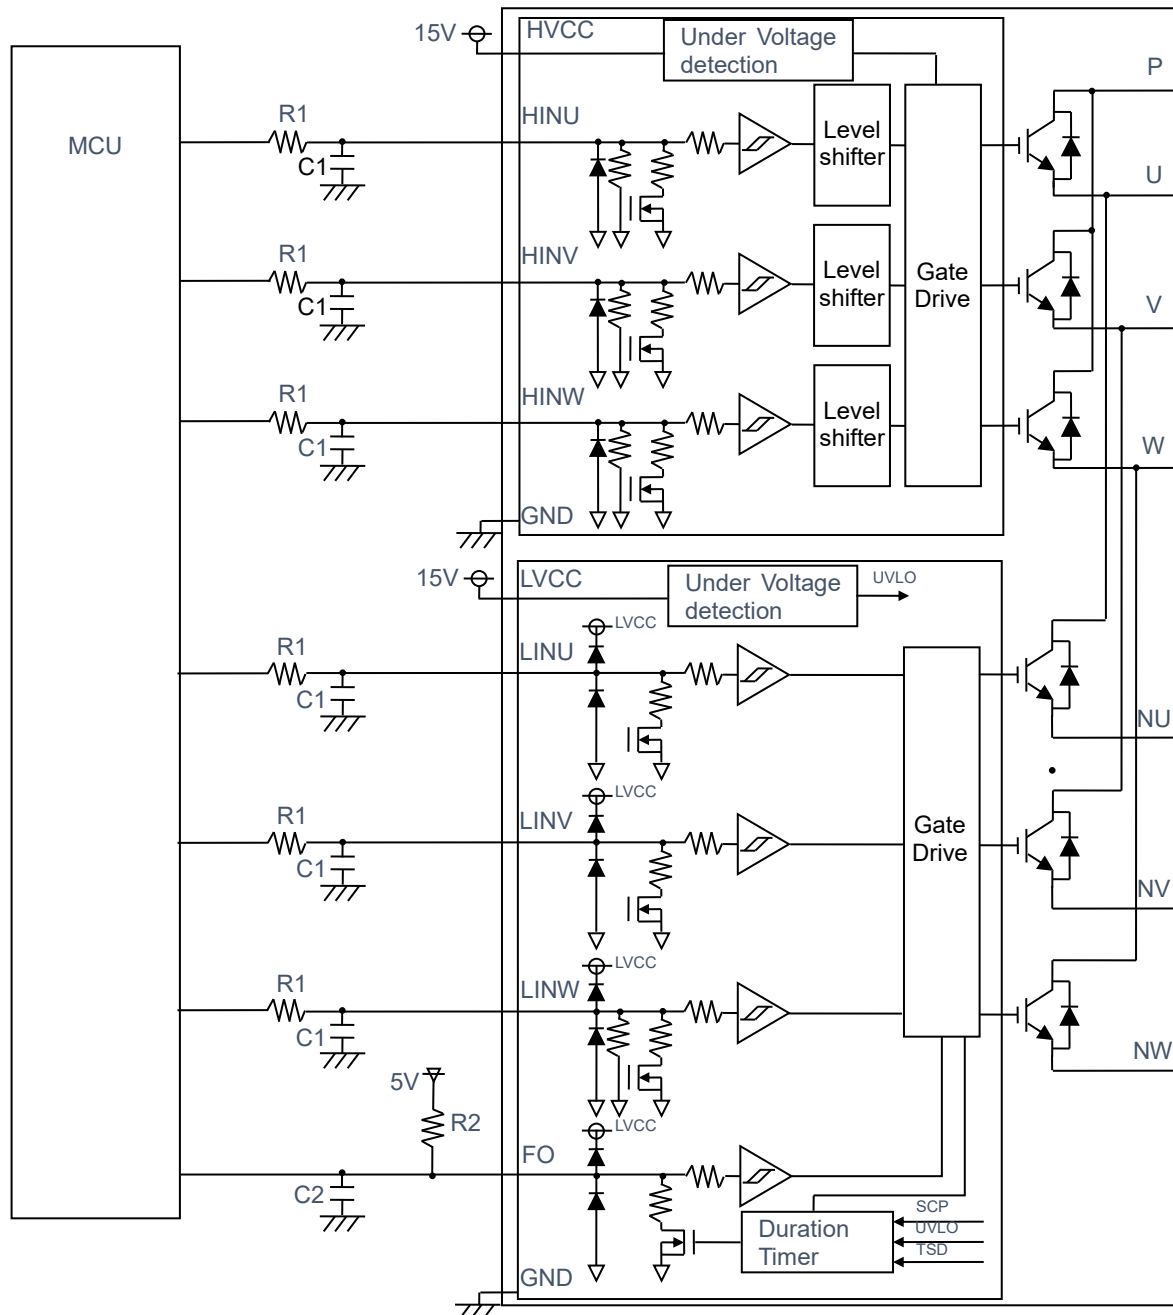 15V
HVCC
Under Voltage
detection
P
MCU
R1
C1
HINU
Level
shifter
U
R1
C1
HINV
Level
shifter
Gate
Drive
V
R1
C1
HINW
Level
shifter
W
GND
15V
LVCC
Under Voltage
detection
UVLO
LVCC
R1
C1
LINU
NU
LVCC
R1
C1
LINV
Gate
Drive
NV
LVCC
R1
C1
LINW
NW
5V
R2
LVCC
FO
C2
Duration
Timer
SCP
UVLO
TSD
GND